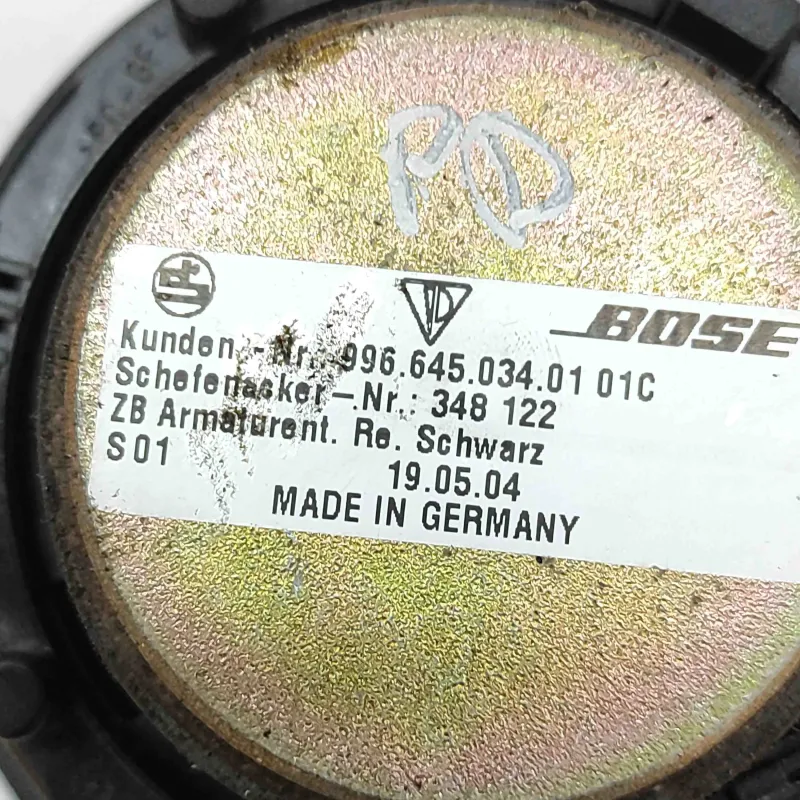 PD
BOSE
Kunden.-Nr.: 996.645.034.01 01C
Schefenacker-.Nr.: 348 122
ZB Armaturent. Re. Schwarz
S01
19.05.04
MADE IN GERMANY